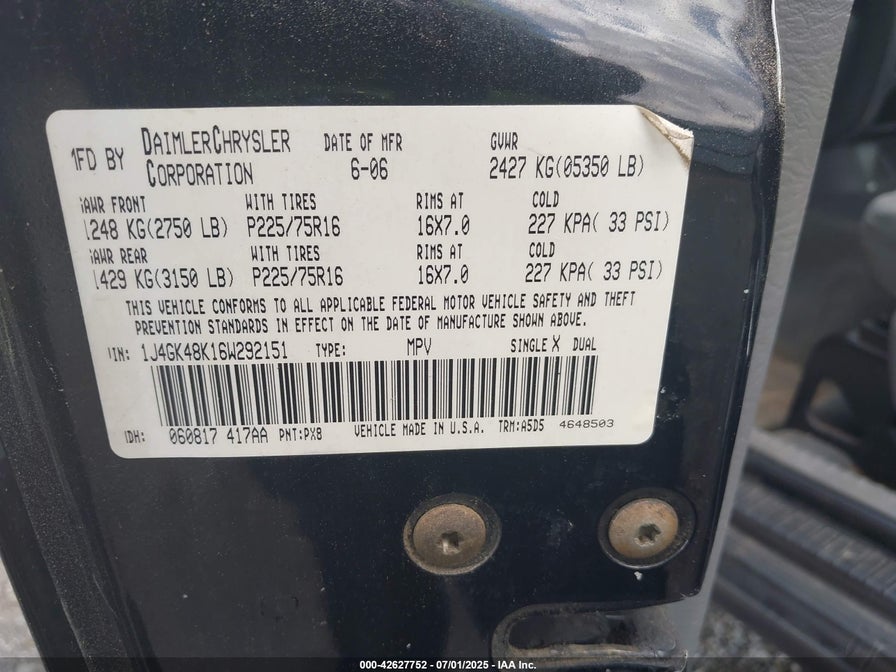 MFD BY DAIMLERCHRYSLER CORPORATION DATE OF MFR 6-06 GVWR 2427 KG(05350 LB)
GAWR FRONT WITH TIRES RIMS AT COLD
1248 KG(2750 LB) P225/75R16 16X7.0 227 KPA( 33 PSI)
GAWR REAR WITH TIRES RIMS AT COLD
1429 KG(3150 LB) P225/75R16 16X7.0 227 KPA( 33 PSI)
THIS VEHICLE CONFORMS TO ALL APPLICABLE FEDERAL MOTOR VEHICLE SAFETY AND THEFT
PREVENTION STANDARDS IN EFFECT ON THE DATE OF MANUFACTURE SHOWN ABOVE.
VIN: 1J4GK48K16W292151 TYPE: MPV SINGLE X DUAL
MDH: 060817 417AA PNT:PXB VEHICLE MADE IN U.S.A. TRM:A5D5 4648503
000-42627752 - 07/01/2025 - IAA Inc.